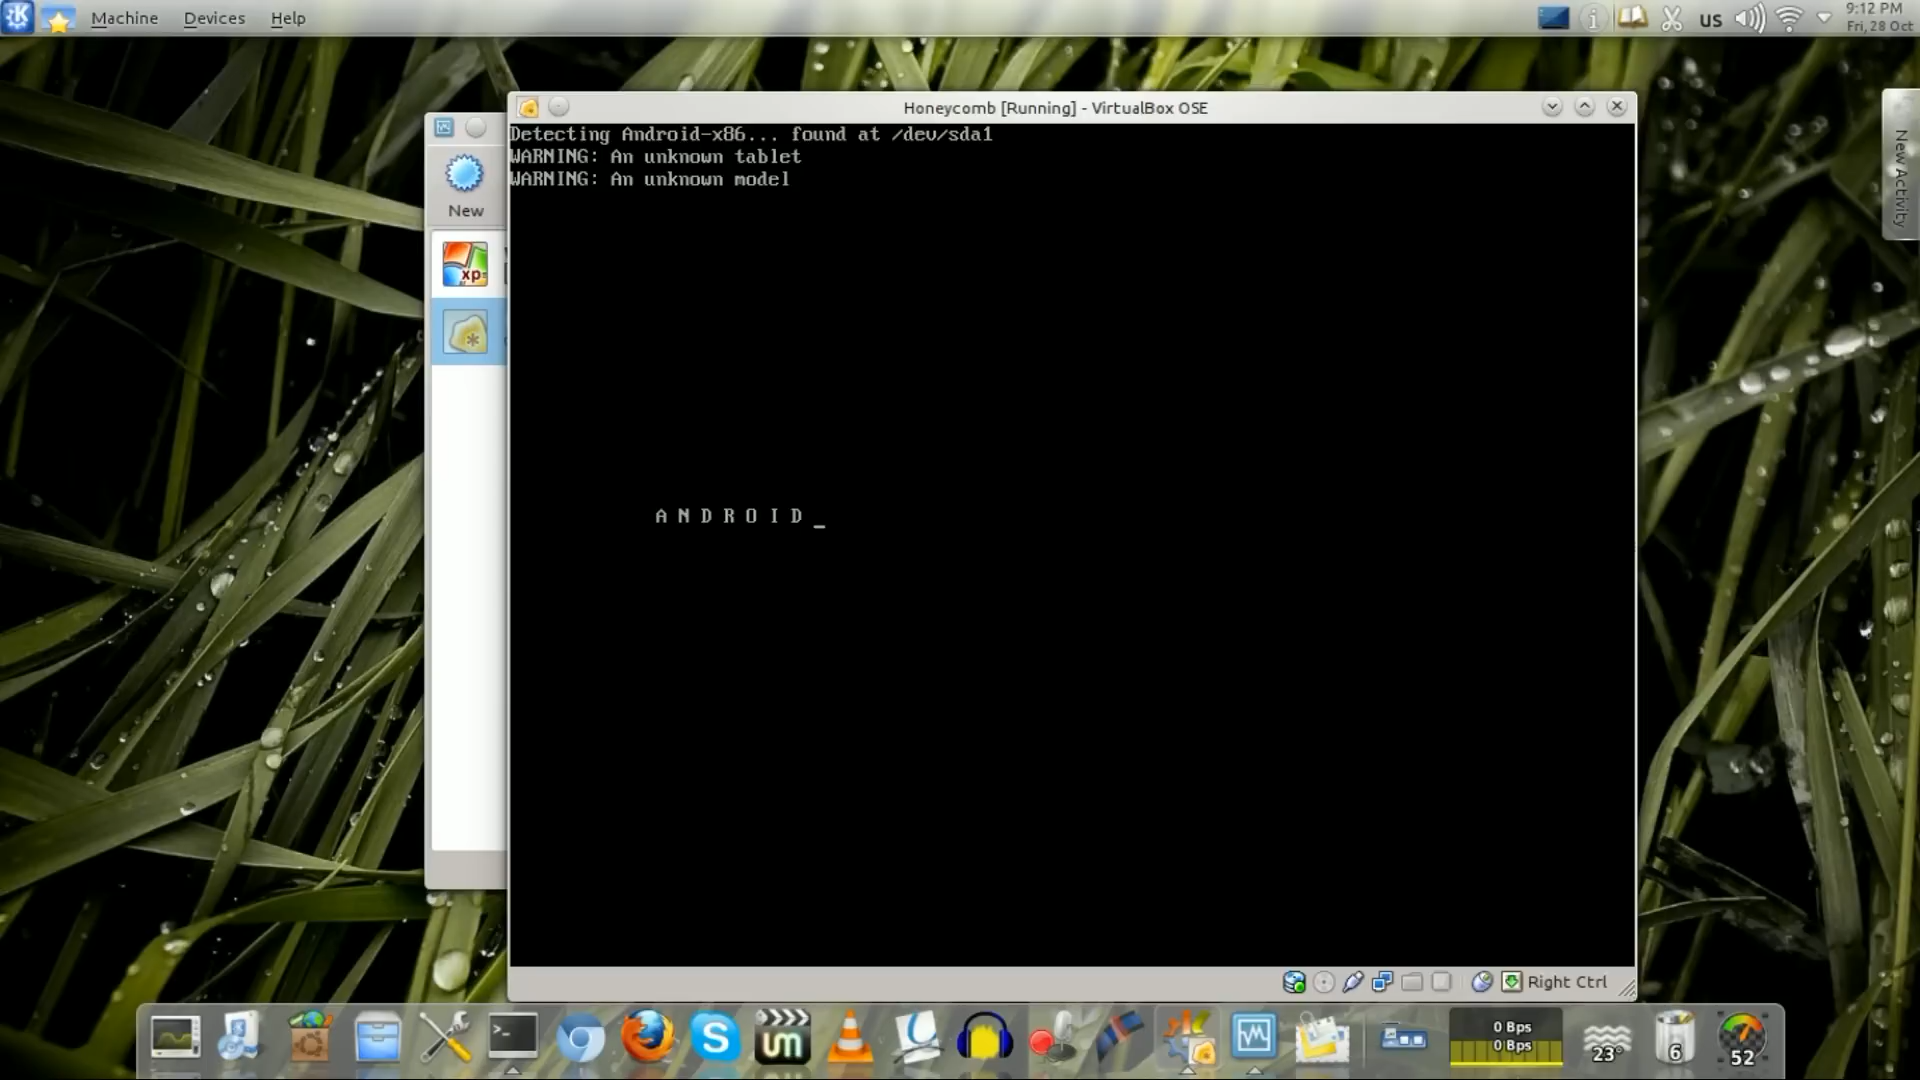 Machine Devices Help
us
9:12 PM
Fri, 28 Oct
New Activity
Honeycomb [Running] - VirtualBox OSE
Detecting Android-x86... found at /dev/sda1
WARNING: An unknown tablet
WARNING: An unknown model
New
xp
A N D R O I D _
Right Ctrl
>_
um
0 Bps
0 Bps
23°
6
52